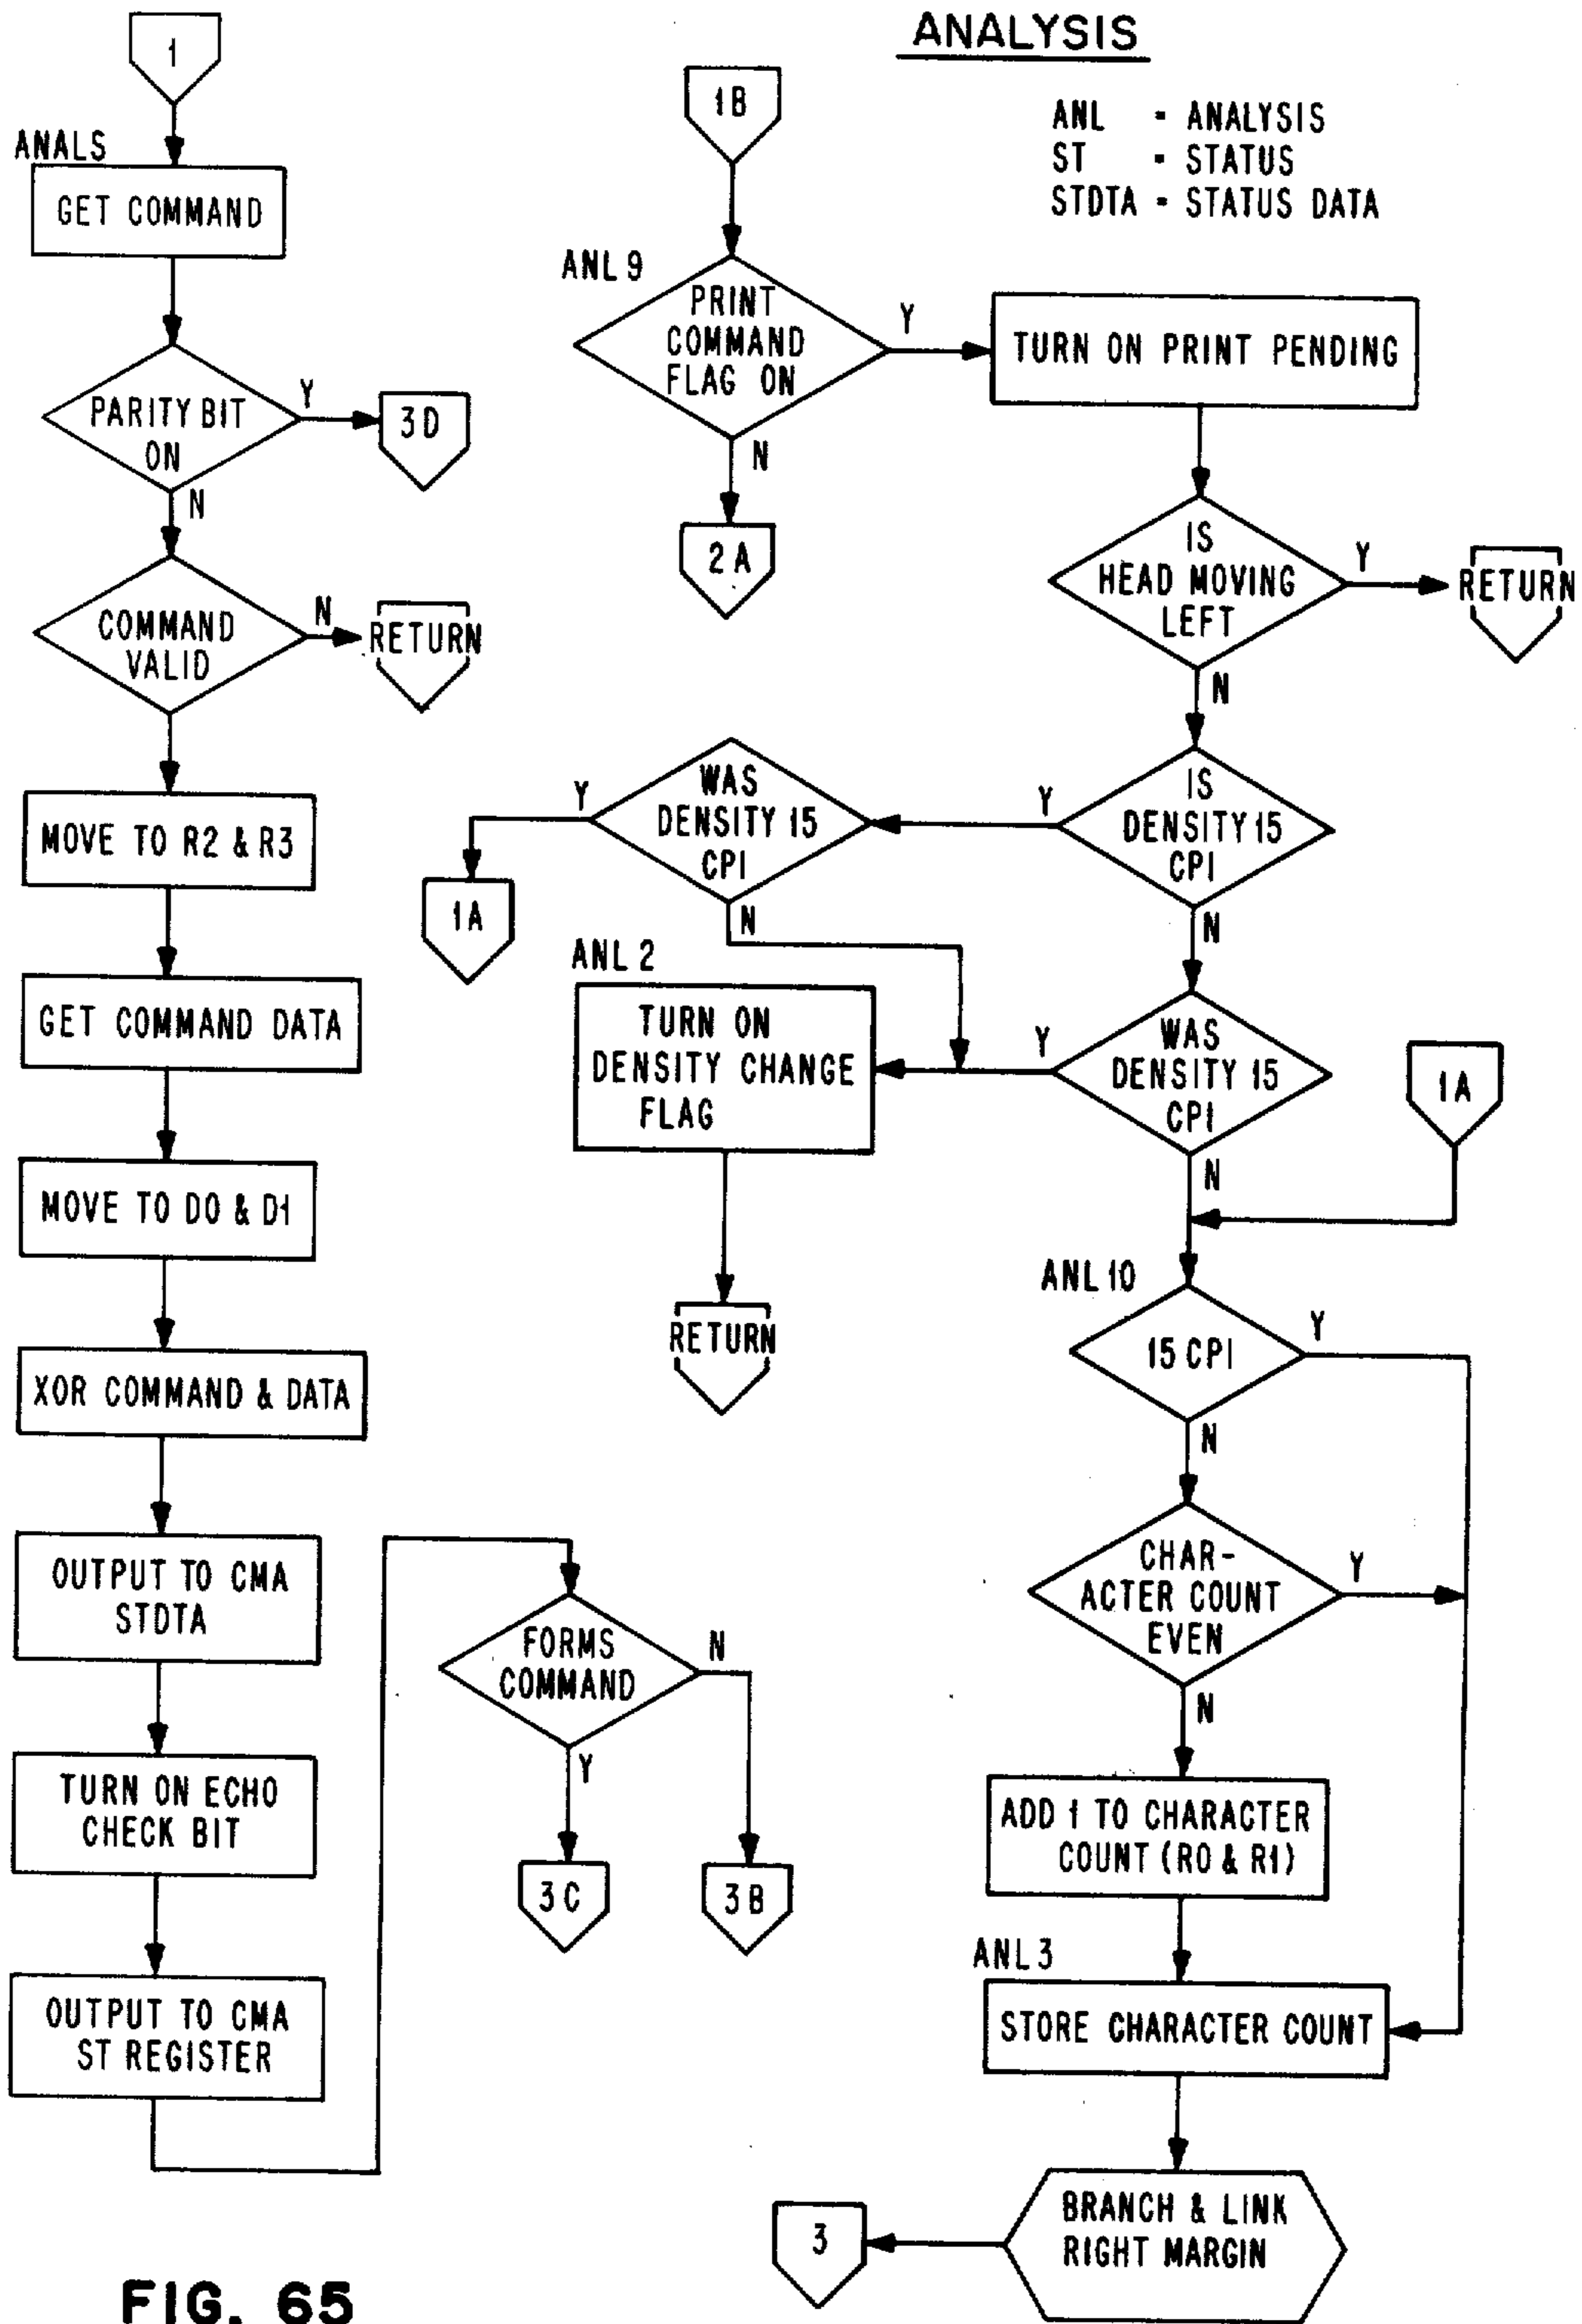 ANALYSIS
ANL - ANALYSIS
ST - STATUS
STDTA - STATUS DATA
1
ANALS
GET COMMAND
PARITY BIT
ON
Y
3D
N
COMMAND
VALID
N
RETURN
MOVE TO R2 & R3
GET COMMAND DATA
MOVE TO D0 & D1
XOR COMMAND & DATA
OUTPUT TO CMA
STDTA
TURN ON ECHO
CHECK BIT
OUTPUT TO CMA
ST REGISTER
FORMS
COMMAND
N
Y
3C
3B
1B
ANL 9
PRINT
COMMAND
FLAG ON
Y
N
2A
TURN ON PRINT PENDING
IS
HEAD MOVING
LEFT
Y
RETURN
N
IS
DENSITY 15
CPI
Y
N
WAS
DENSITY 15
CPI
Y
1A
N
ANL 2
TURN ON
DENSITY CHANGE
FLAG
RETURN
WAS
DENSITY 15
CPI
Y
N
1A
ANL 10
15 CPI
Y
N
CHAR-
ACTER COUNT
EVEN
Y
N
ADD 1 TO CHARACTER
COUNT (R0 & R1)
ANL 3
STORE CHARACTER COUNT
BRANCH & LINK
RIGHT MARGIN
3
FIG. 65